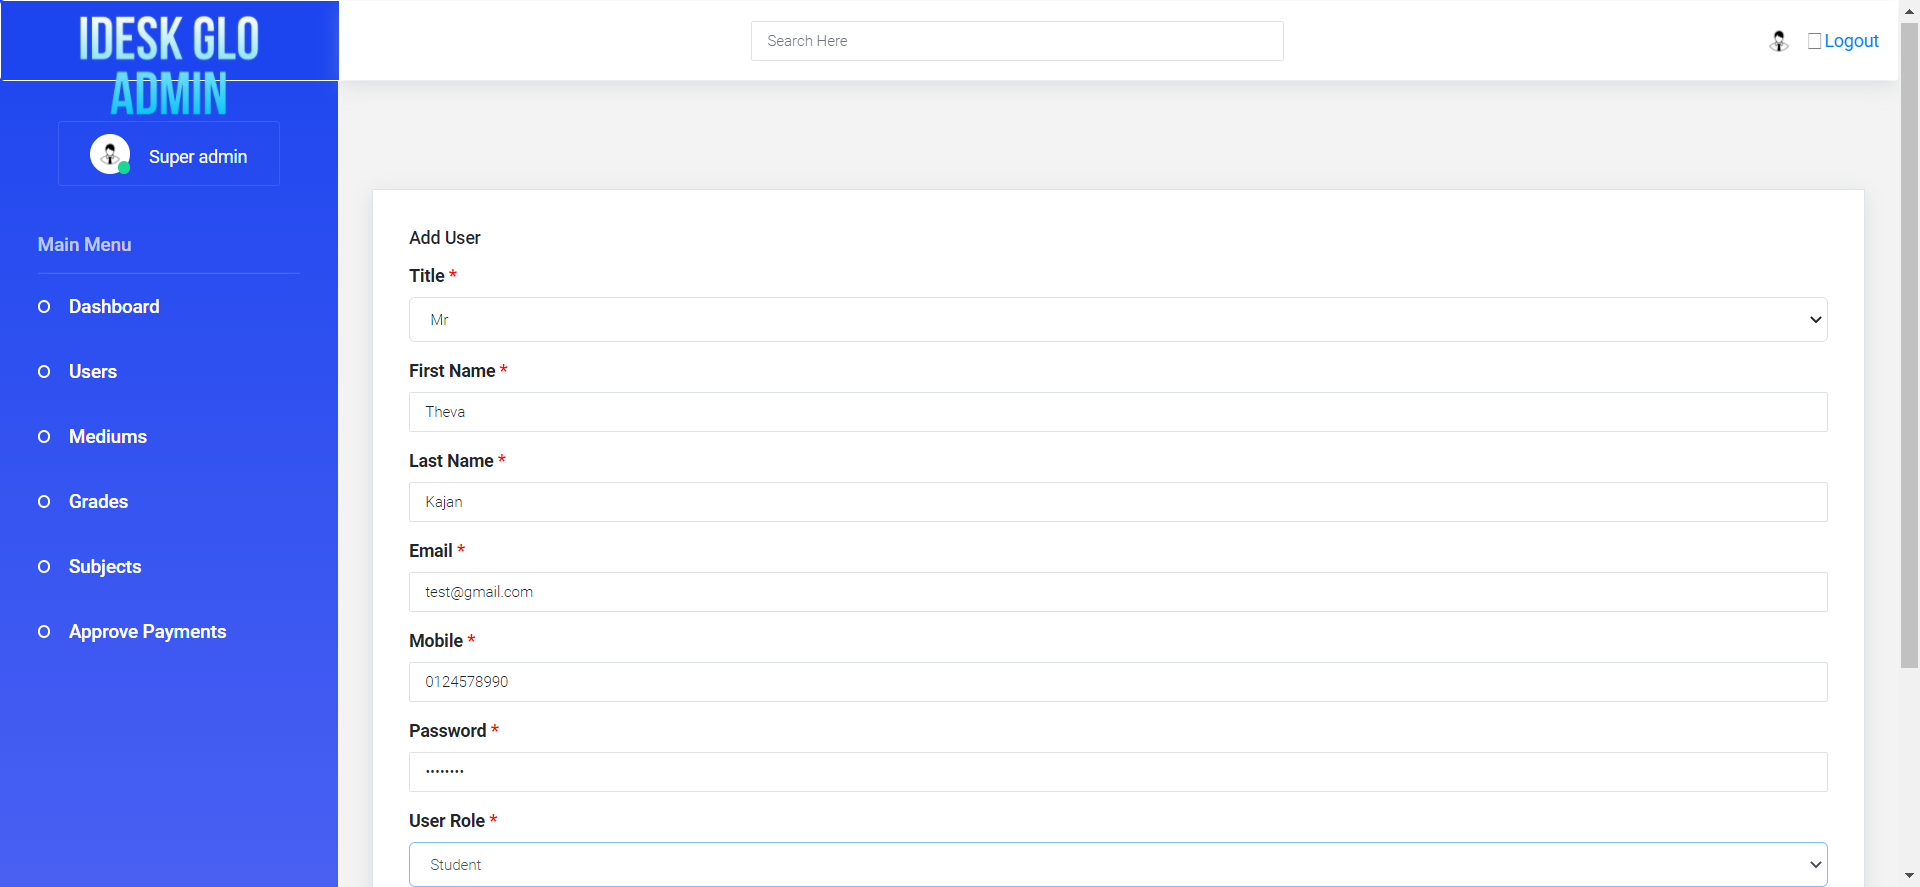 IDESK GLO
ADMIN
Super admin
Main Menu
Dashboard
Users
Mediums
Grades
Subjects
Approve Payments
Search Here
Logout
Add User
Title *
Mr
First Name *
Theva
Last Name *
Kajan
Email *
test@gmail.com
Mobile *
0124578990
Password *
••••••••
User Role *
Student